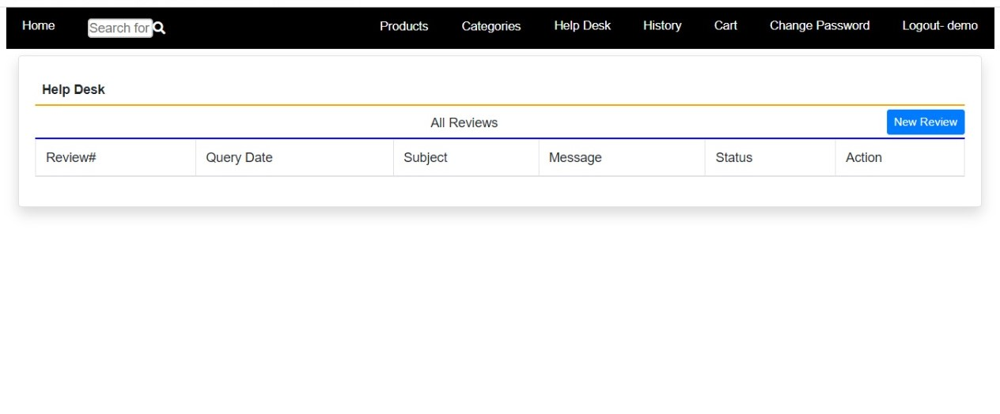 Home Search for Products Categories Help Desk History Cart Change Password Logout- demo
Help Desk
All Reviews New Review
Review# Query Date Subject Message Status Action